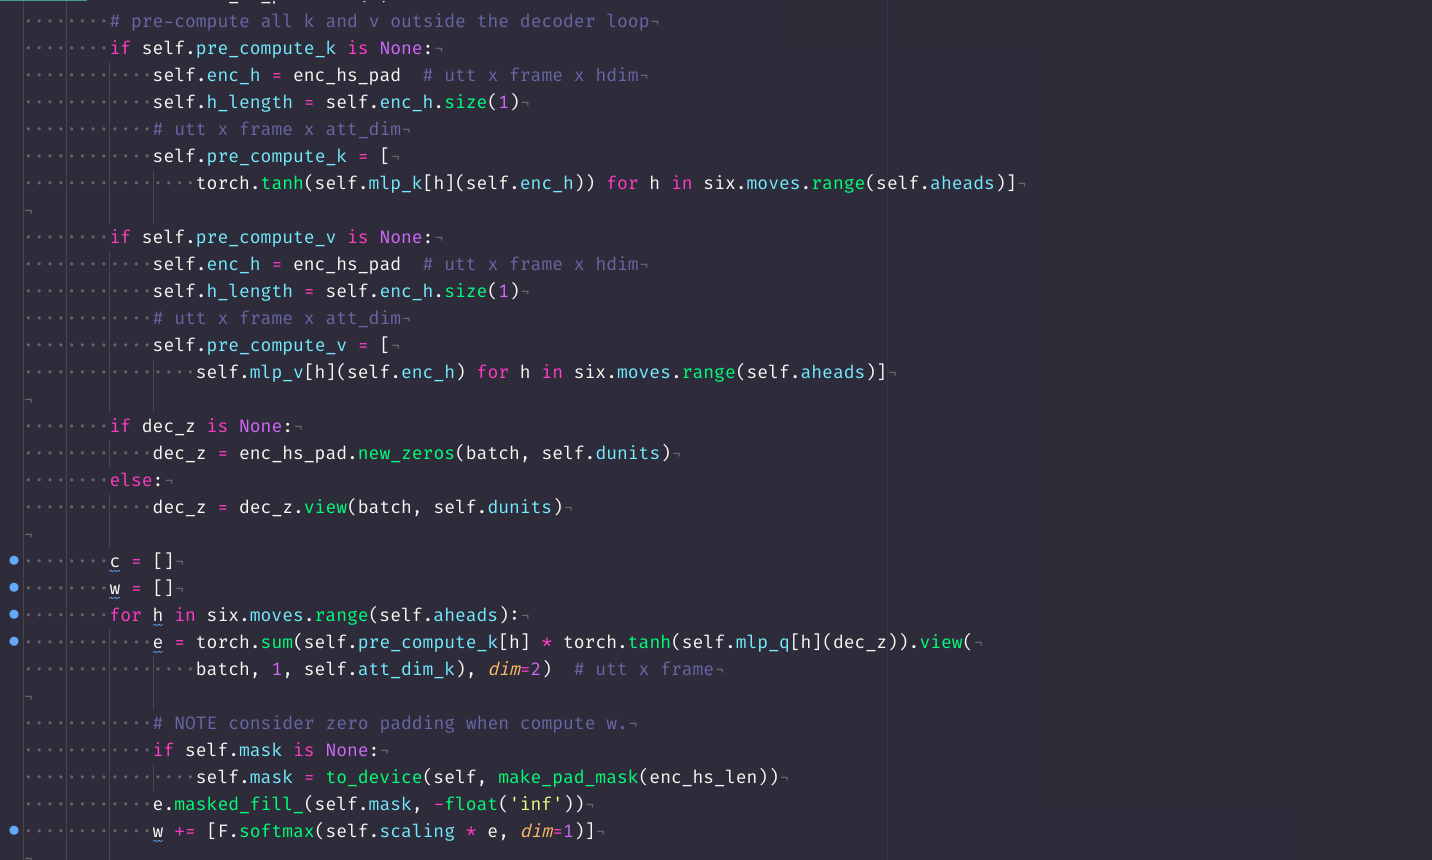 # pre-compute all k and v outside the decoder loop¬
if self.pre_compute_k is None:¬
self.enc_h = enc_hs_pad  # utt x frame x hdim¬
self.h_length = self.enc_h.size(1)¬
# utt x frame x att_dim¬
self.pre_compute_k = [¬
torch.tanh(self.mlp_k[h](self.enc_h)) for h in six.moves.range(self.aheads)]¬
¬
if self.pre_compute_v is None:¬
self.enc_h = enc_hs_pad  # utt x frame x hdim¬
self.h_length = self.enc_h.size(1)¬
# utt x frame x att_dim¬
self.pre_compute_v = [¬
self.mlp_v[h](self.enc_h) for h in six.moves.range(self.aheads)]¬
¬
if dec_z is None:¬
dec_z = enc_hs_pad.new_zeros(batch, self.dunits)¬
else:¬
dec_z = dec_z.view(batch, self.dunits)¬
¬
c = []¬
w = []¬
for h in six.moves.range(self.aheads):¬
e = torch.sum(self.pre_compute_k[h] * torch.tanh(self.mlp_q[h](dec_z)).view(¬
batch, 1, self.att_dim_k), dim=2)  # utt x frame¬
¬
# NOTE consider zero padding when compute w.¬
if self.mask is None:¬
self.mask = to_device(self, make_pad_mask(enc_hs_len))¬
e.masked_fill_(self.mask, -float('inf'))¬
w += [F.softmax(self.scaling * e, dim=1)]¬
¬